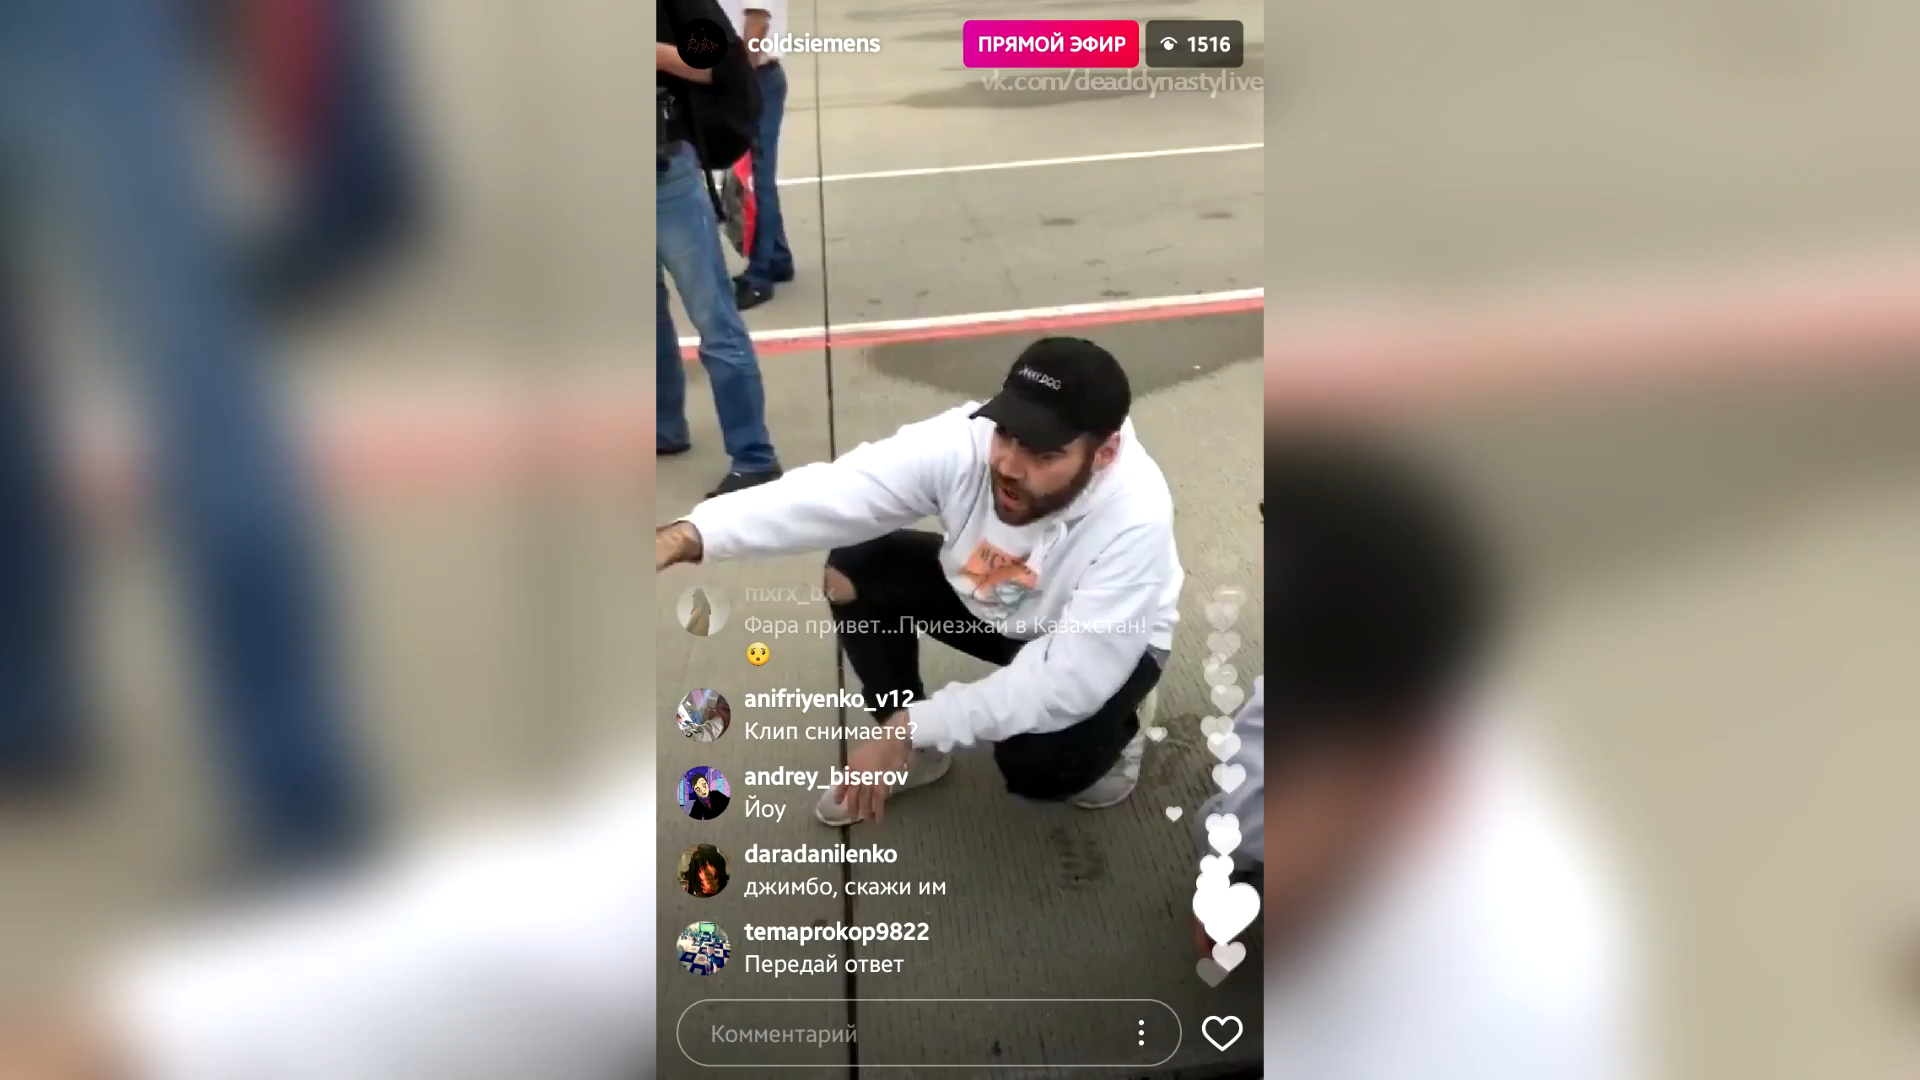 coldsiemens
ПРЯМОЙ ЭФИР
1516
vk.com/deaddynastylive
mxrx_bx
Фара привет...Приезжай в Казахстан!
anifriyenko_v12
Клип снимаете?
andrey_biserov
Йоу
daradanilenko
джимбо, скажи им
temaprokop9822
Передай ответ
Комментарий